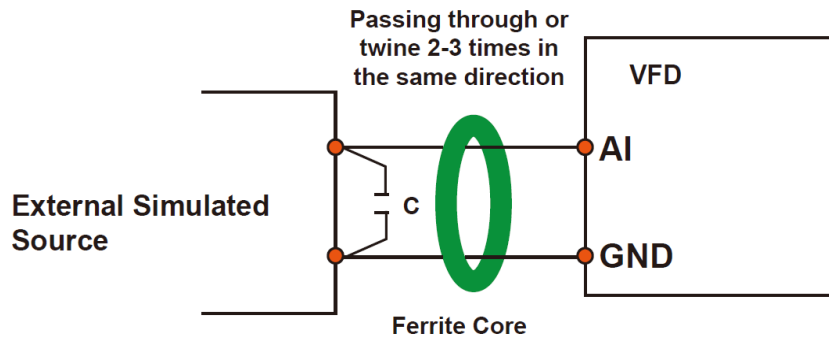 Passing through or
twine 2-3 times in
the same direction
VFD
AI
External Simulated
Source
C
GND
Ferrite Core